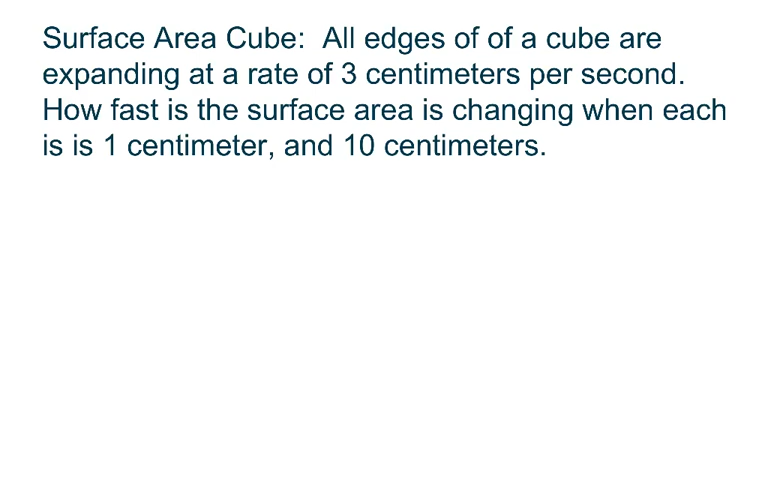 Surface Area Cube:  All edges of of a cube are
expanding at a rate of 3 centimeters per second.
How fast is the surface area is changing when each
is is 1 centimeter, and 10 centimeters.